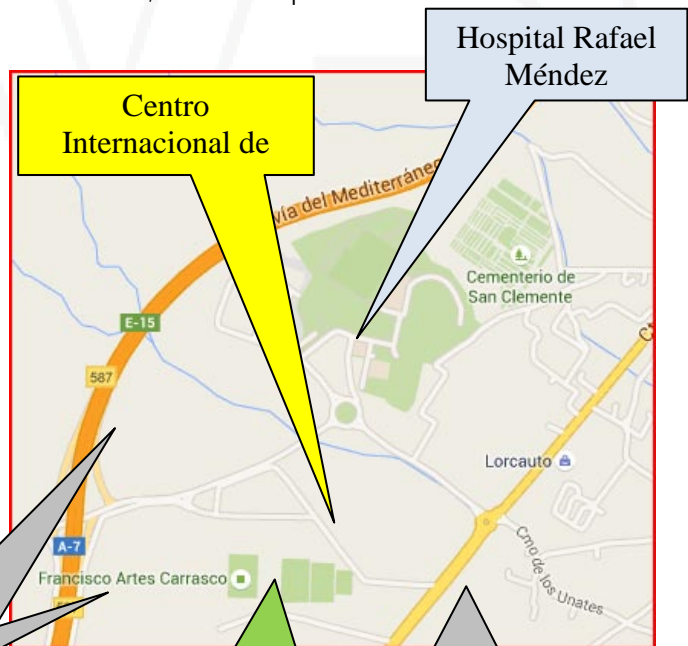 Hospital Rafael
Méndez
Centro
Internacional de
vía del Mediterráne
Cementerio de
San Clemente
E-15
587
Lorcauto
A-7
Cmo de los Unates
Francisco Artes Carrasco